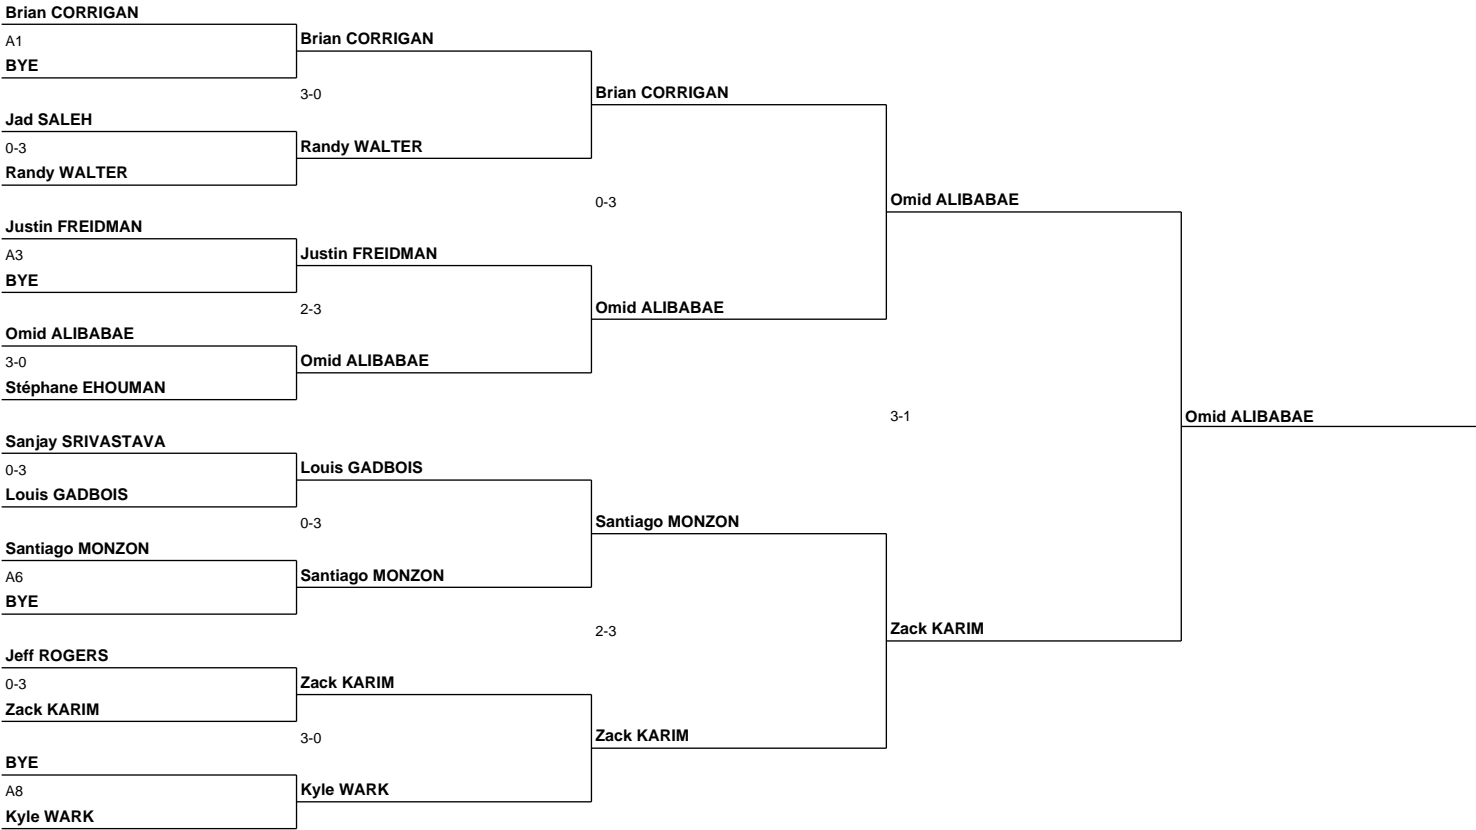 Brian CORRIGAN
A1
BYE
Jad SALEH
0-3
Randy WALTER
Justin FREIDMAN
A3
BYE
Omid ALIBABAE
3-0
Stéphane EHOUMAN
Sanjay SRIVASTAVA
0-3
Louis GADBOIS
Santiago MONZON
A6
BYE
Jeff ROGERS
0-3
Zack KARIM
BYE
A8
Kyle WARK
Brian CORRIGAN
3-0
Randy WALTER
Justin FREIDMAN
2-3
Omid ALIBABAE
Louis GADBOIS
0-3
Santiago MONZON
Zack KARIM
3-0
Kyle WARK
Brian CORRIGAN
0-3
Omid ALIBABAE
Santiago MONZON
2-3
Zack KARIM
Omid ALIBABAE
3-1
Zack KARIM
Omid ALIBABAE